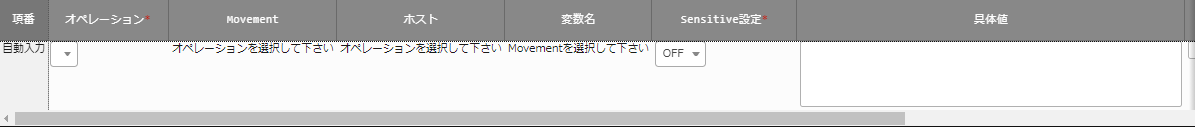 項番 オペレーション* Movement ホスト 変数名 Sensitive設定* 具体値
自動入力 オペレーションを選択して下さい オペレーションを選択して下さい Movementを選択して下さい OFF